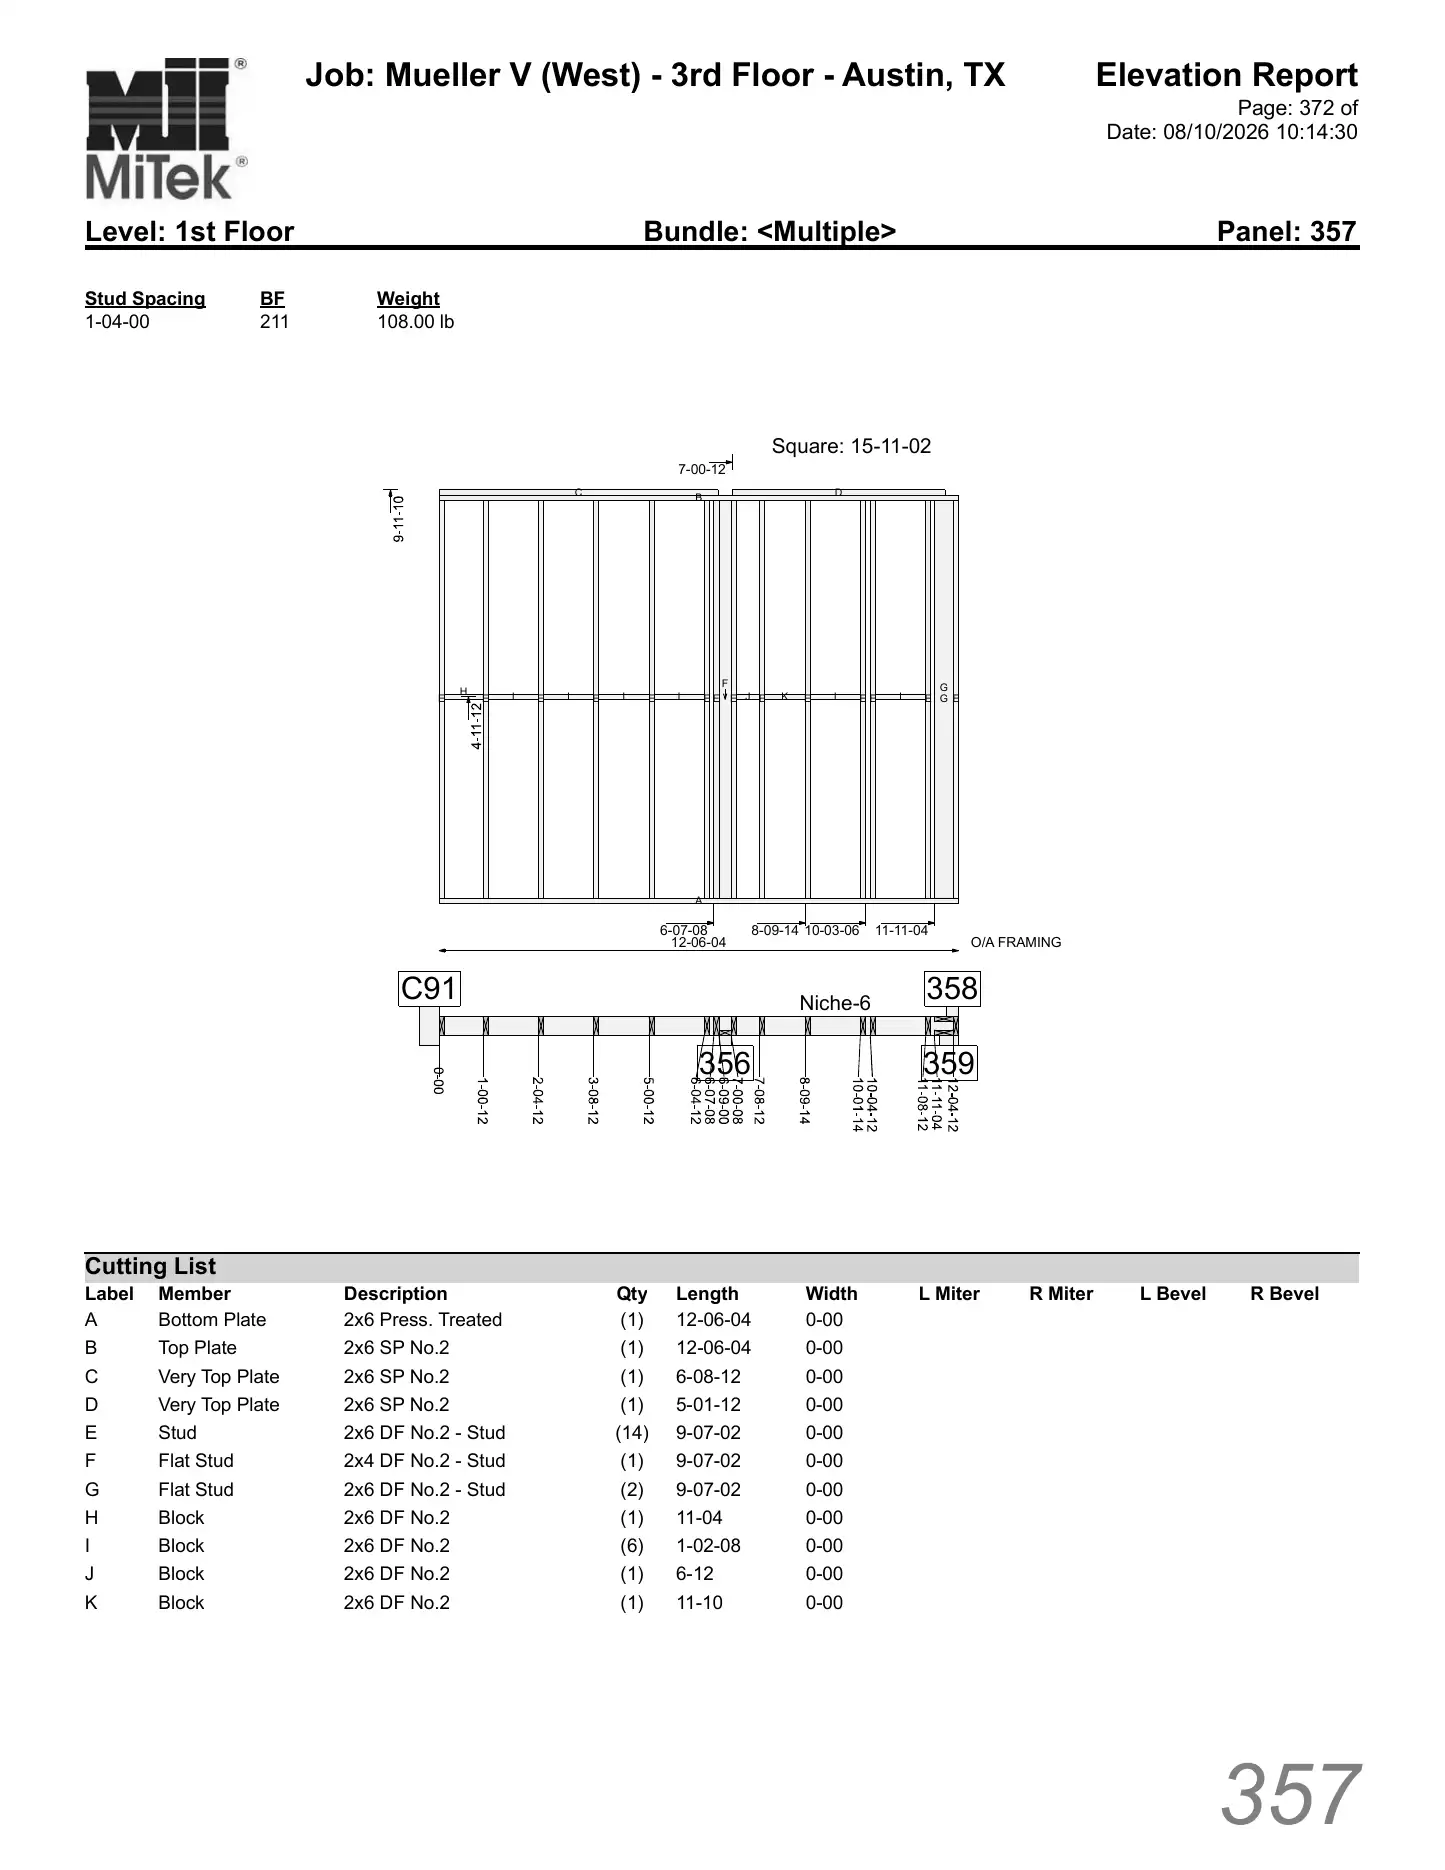 Job: Mueller V (West) - 3rd Floor - Austin, TX
Elevation Report
Page: 372 of
Date: 08/10/2026 10:14:30
MiTek®
Level: 1st Floor Bundle: <Multiple> Panel: 357
Stud Spacing BF Weight
1-04-00 211 108.00 lb
Square: 15-11-02
7-00-12
C B D
9-11-10
H I I I I F J K I I G
G
4-11-12
A
6-07-08 8-09-14 10-03-06 11-11-04
12-06-04 O/A FRAMING
C91 358
Niche-6
356 359
0-00 1-00-12 2-04-12 3-08-12 5-00-12 6-04-12 6-07-08 6-09-00 7-00-08 7-08-12 8-09-14 10-01-14 10-04-12 11-08-12 11-11-04 12-04-12
Cutting List
Label Member Description Qty Length Width L Miter R Miter L Bevel R Bevel
A Bottom Plate 2x6 Press. Treated (1) 12-06-04 0-00
B Top Plate 2x6 SP No.2 (1) 12-06-04 0-00
C Very Top Plate 2x6 SP No.2 (1) 6-08-12 0-00
D Very Top Plate 2x6 SP No.2 (1) 5-01-12 0-00
E Stud 2x6 DF No.2 - Stud (14) 9-07-02 0-00
F Flat Stud 2x4 DF No.2 - Stud (1) 9-07-02 0-00
G Flat Stud 2x6 DF No.2 - Stud (2) 9-07-02 0-00
H Block 2x6 DF No.2 (1) 11-04 0-00
I Block 2x6 DF No.2 (6) 1-02-08 0-00
J Block 2x6 DF No.2 (1) 6-12 0-00
K Block 2x6 DF No.2 (1) 11-10 0-00
357